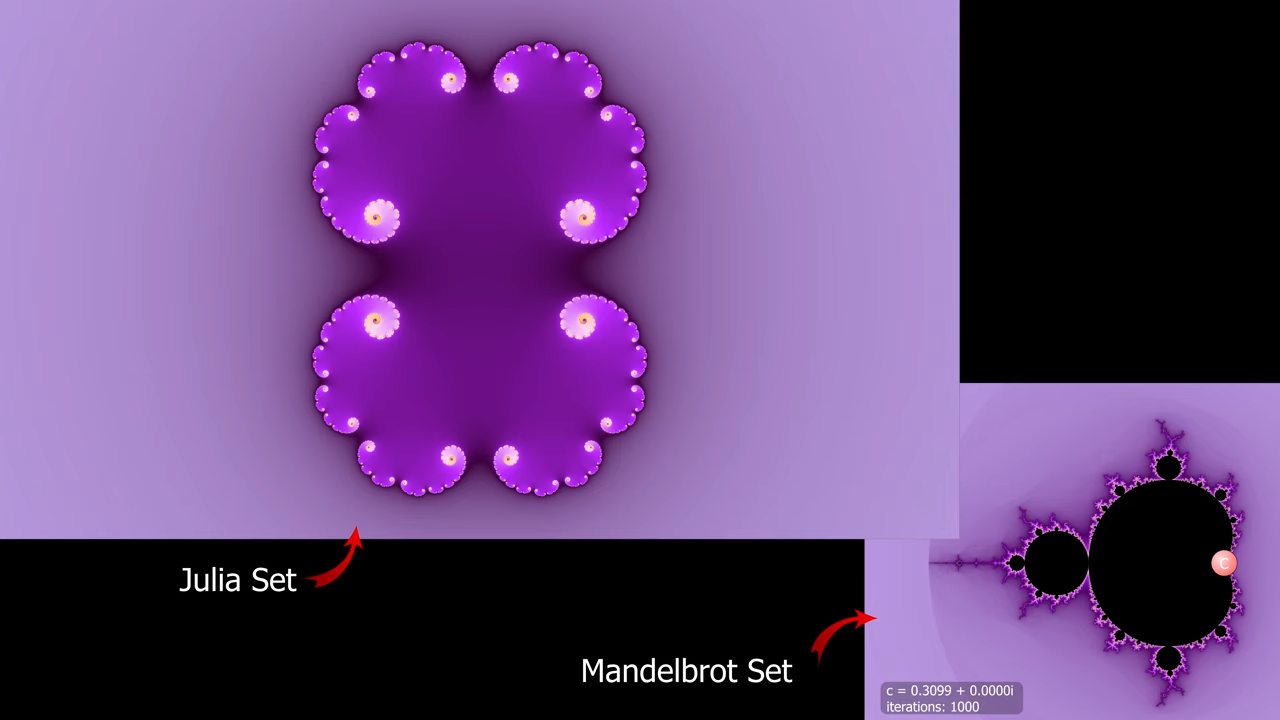 Julia Set
Mandelbrot Set
C
c = 0.3099 + 0.0000i
iterations: 1000